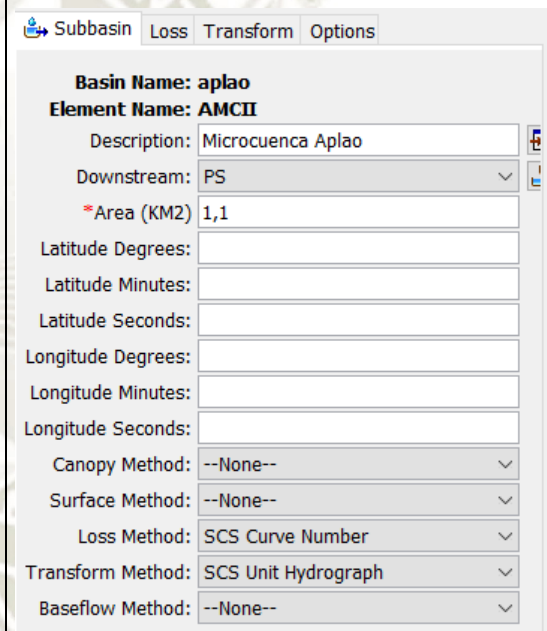 Subbasin Loss Transform Options
Basin Name: aplao
Element Name: AMCII
Description: Microcuenca Aplao
Downstream: PS
*Area (KM2) 1,1
Latitude Degrees:
Latitude Minutes:
Latitude Seconds:
Longitude Degrees:
Longitude Minutes:
Longitude Seconds:
Canopy Method: --None--
Surface Method: --None--
Loss Method: SCS Curve Number
Transform Method: SCS Unit Hydrograph
Baseflow Method: --None--